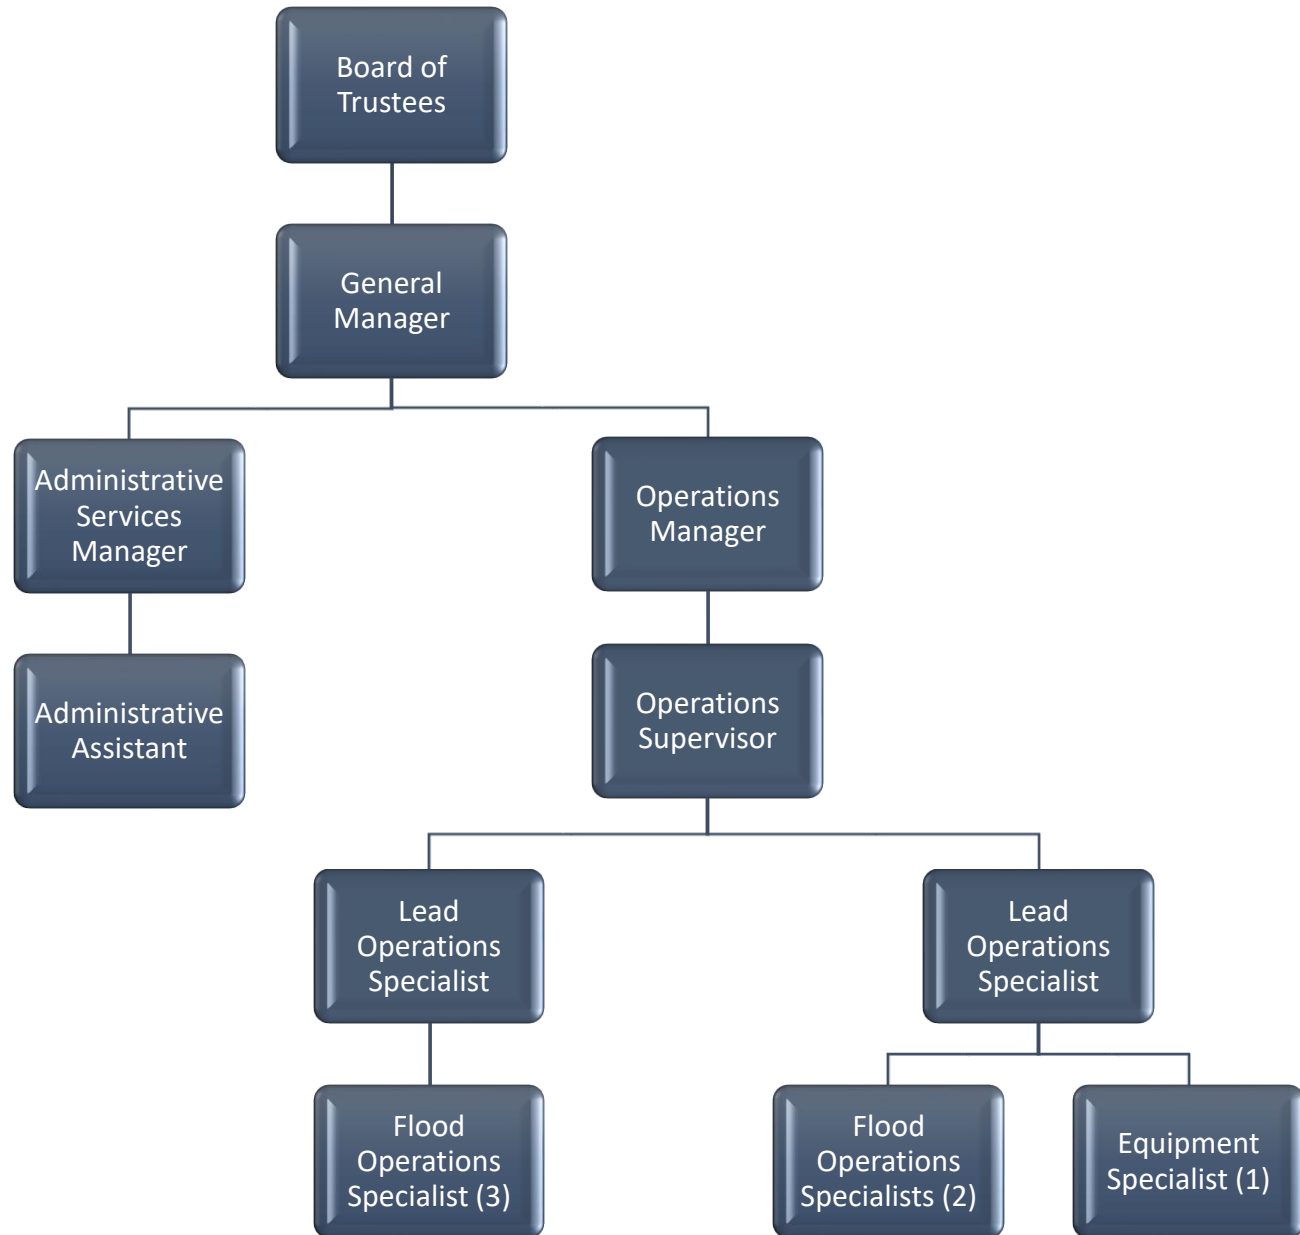 Board of
Trustees
General
Manager
Administrative
Services
Manager
Operations
Manager
Administrative
Assistant
Operations
Supervisor
Lead
Operations
Specialist
Lead
Operations
Specialist
Flood
Operations
Specialist (3)
Flood
Operations
Specialists (2)
Equipment
Specialist (1)